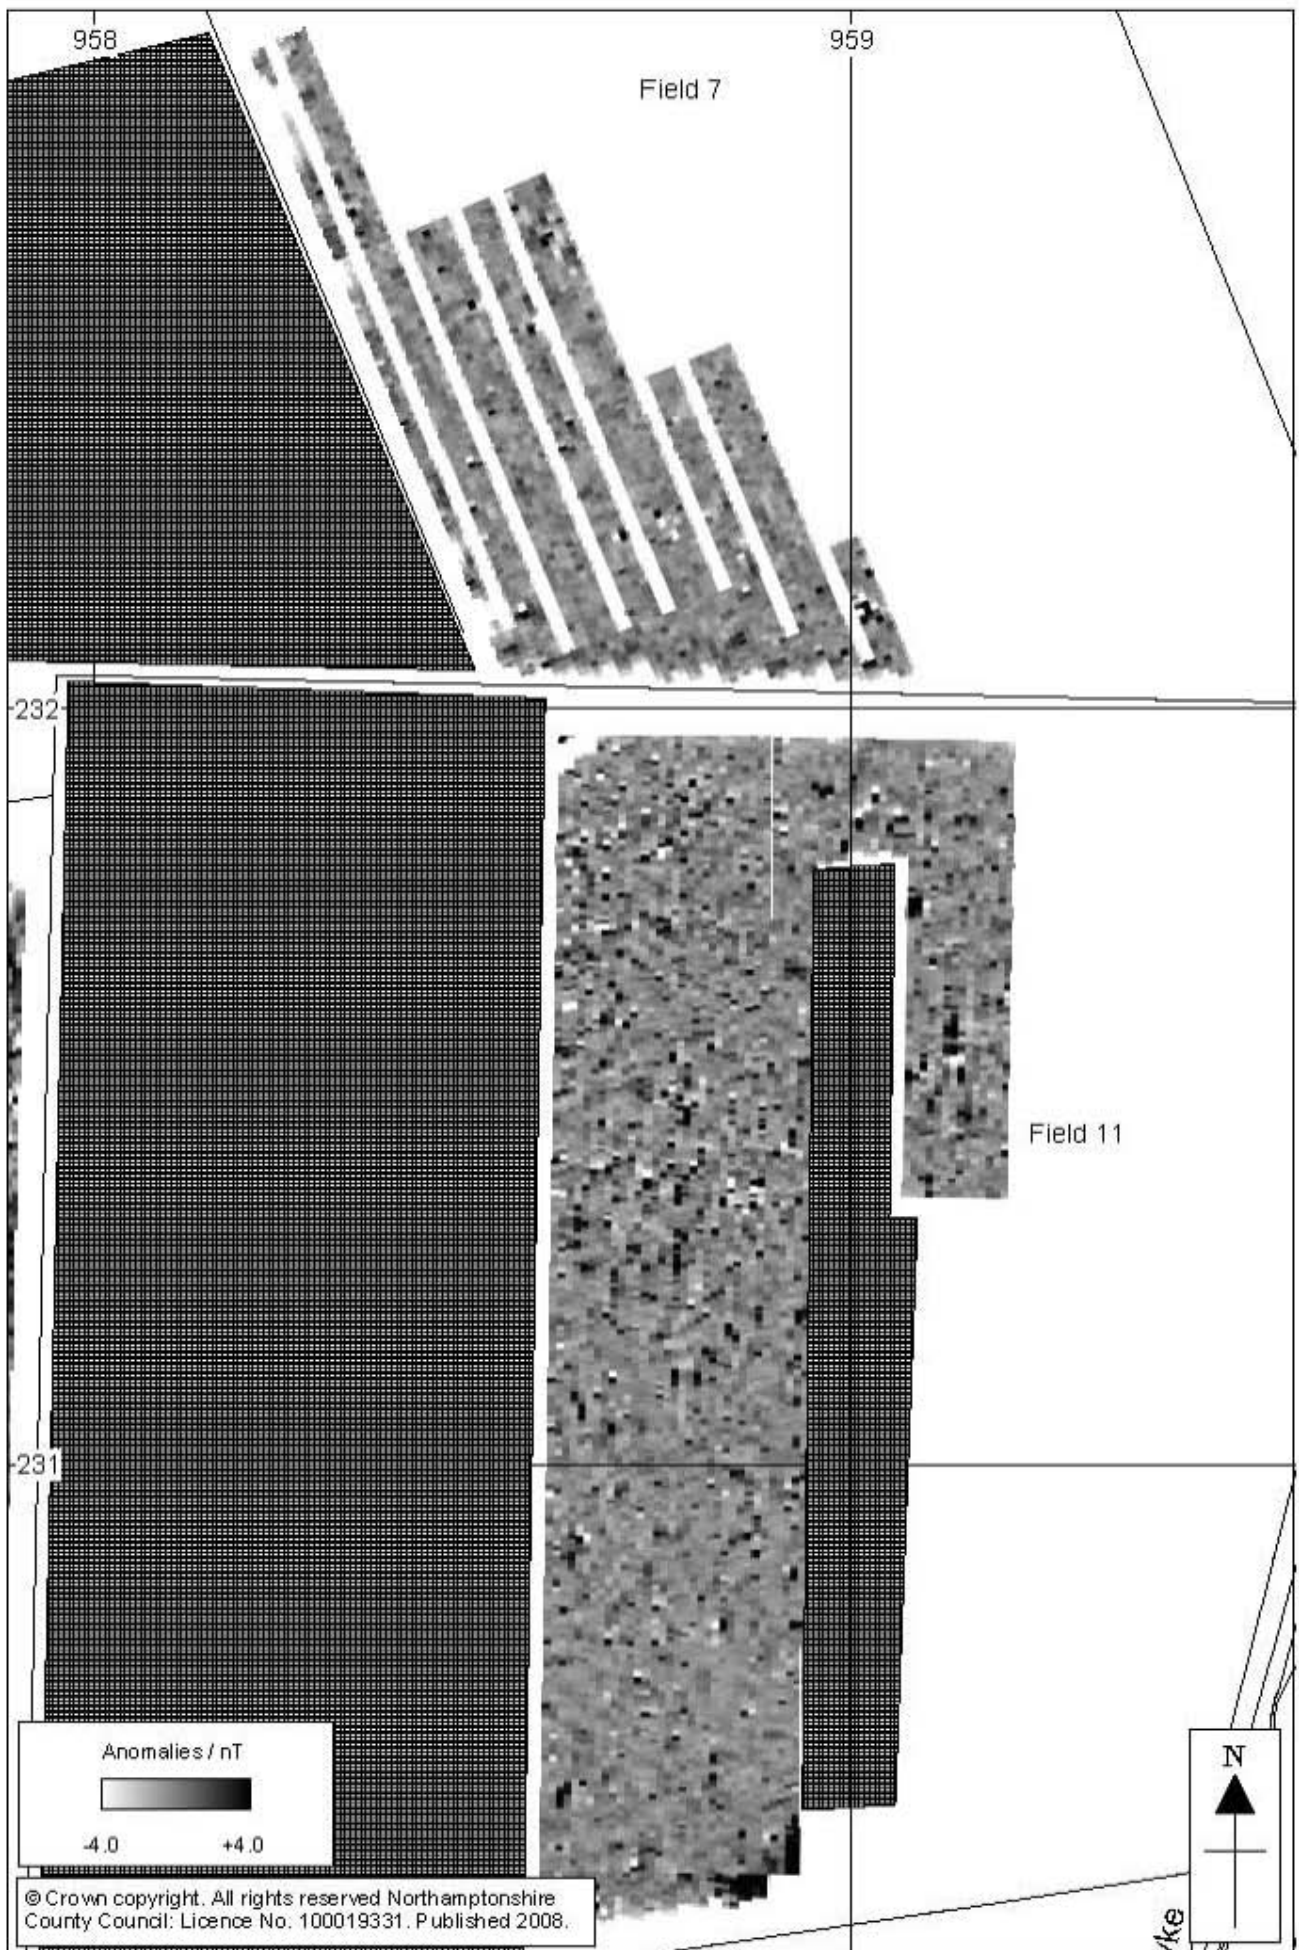 958
959
Field 7
232
Field 11
231
Anomalies / nT
-4.0 +4.0
N
© Crown copyright. All rights reserved Northamptonshire
County Council: Licence No. 100019331. Published 2008.